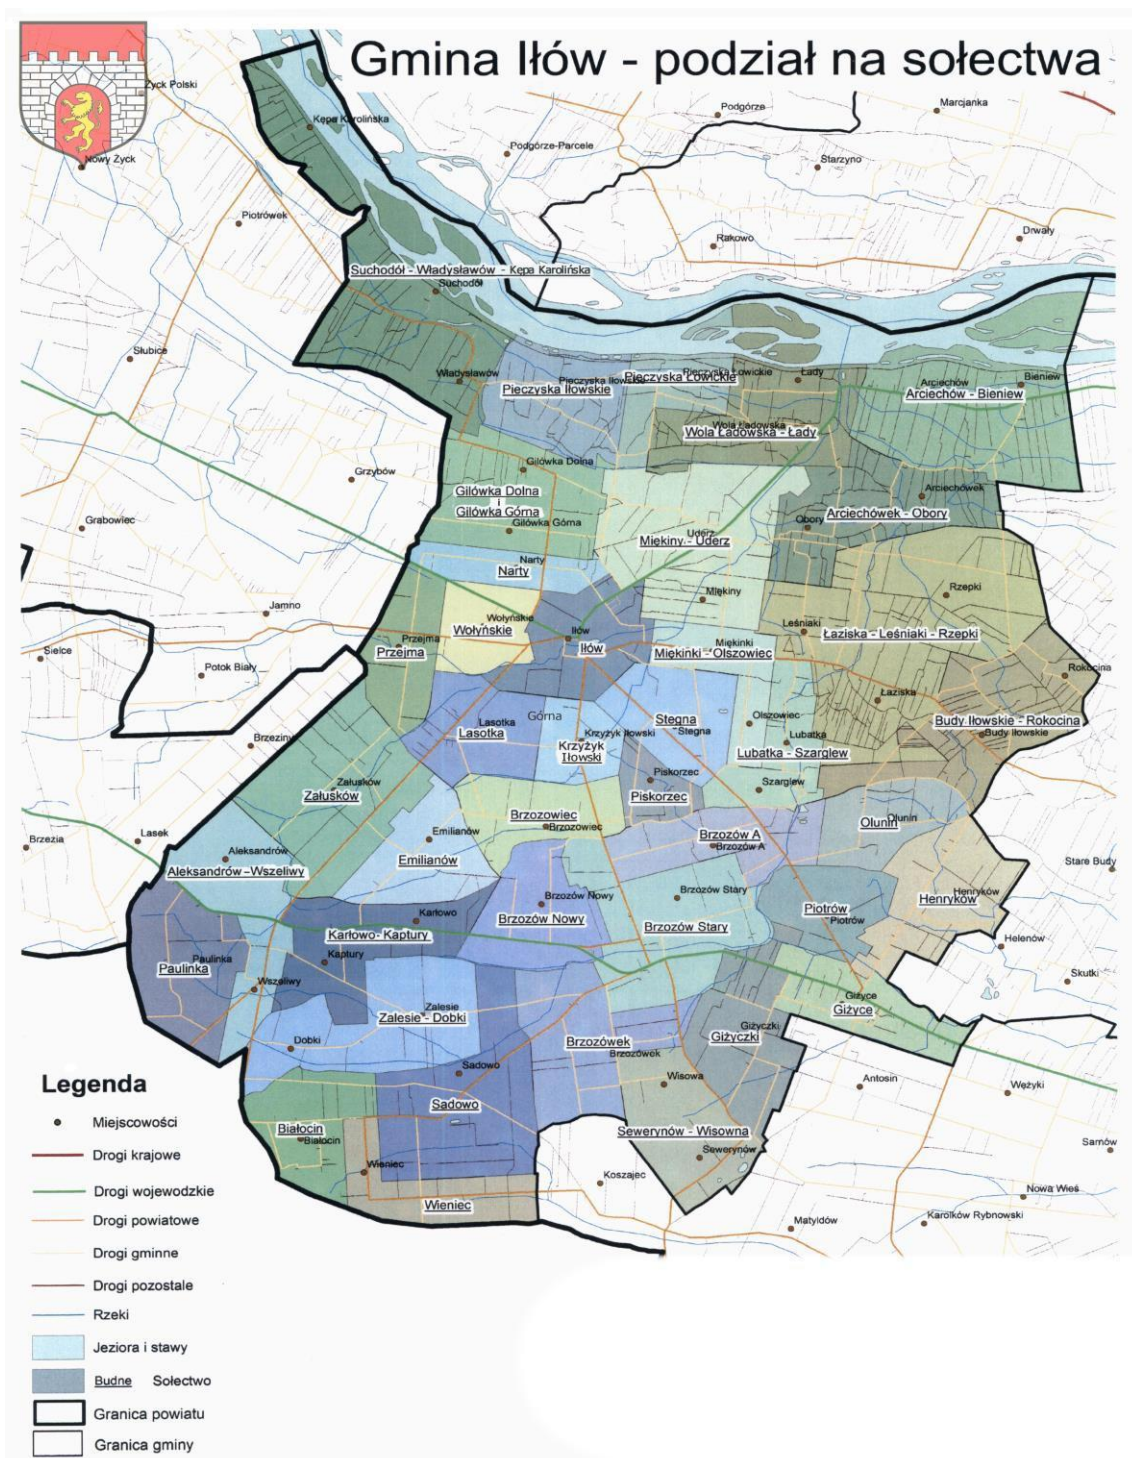 Gmina Iłów - podział na sołectwa
Życk Polski
Nowy Życk
Kępa Karolińska
Podgórze
Marcjanka
Podgórze-Parcele
Starzyno
Piotrówek
Rakowo
Drwały
Suchodół - Władysławów - Kępa Karolińska
Suchodół
Słubice
Władysławów
Pieczyska Iłowskie
Pieczyska Iłowskie
Pieczyska Łowickie
Pieczyska Łowickie
Łady
Arciechów
Bieniew
Arciechów - Bieniew
Wola Ładowska
Wola Ładowska - Łady
Grzybów
Gilówka Dolna
Gilówka Dolna
i
Gilówka Górna
Gilówka Górna
Arciechówek
Arciechówek - Obory
Obory
Grabowiec
Uderz
Miękiny - Uderz
Narty
Narty
Rzepki
Miękiny
Jamno
Wołyńskie
Wołyńskie
Iłów
Iłów
Leśniaki
Łaziska - Leśniaki - Rzepki
Przejma
Przejma
Miękinki
Miękinki - Olszowiec
Sielce
Potok Biały
Rokocina
Łaziska
Górna
Lasotka
Lasotka
Stegna
Stegna
Olszowiec
Budy Iłowskie - Rokocina
Budy Iłowskie
Brzeziny
Krzyżyk Iłowski
Krzyżyk
Iłowski
Lubatka
Lubatka - Szarglew
Piskorzec
Piskorzec
Szarglew
Załusków
Załusków
Brzozowiec
Brzozowiec
Olunin
Olunin
Brzezia
Lasek
Emilianów
Emilianów
Brzozów A
Brzozów A
Aleksandrów
Aleksandrów - Wszeliwy
Stare Budy
Brzozów Nowy
Brzozów Nowy
Brzozów Stary
Brzozów Stary
Henryków
Henryków
Karłowo
Karłowo - Kaptury
Kaptury
Piotrów
Piotrów
Helenów
Paulinka
Paulinka
Wszeliwy
Skutki
Zalesie
Zalesie - Dobki
Giżyce
Giżyce
Dobki
Brzozówek
Brzozówek
Giżyczki
Giżyczki
Sadowo
Sadowo
Wisowa
Antosin
Wężyki
Białocin
Białocin
Sewerynów - Wisowna
Sewerynów
Sarnów
Wieniec
Wieniec
Koszajec
Nowa Wieś
Matyldów
Karolków Rybnowski
Legenda
Miejscowości
Drogi krajowe
Drogi wojewodzkie
Drogi powiatowe
Drogi gminne
Drogi pozostale
Rzeki
Jeziora i stawy
Budne Sołectwo
Granica powiatu
Granica gminy